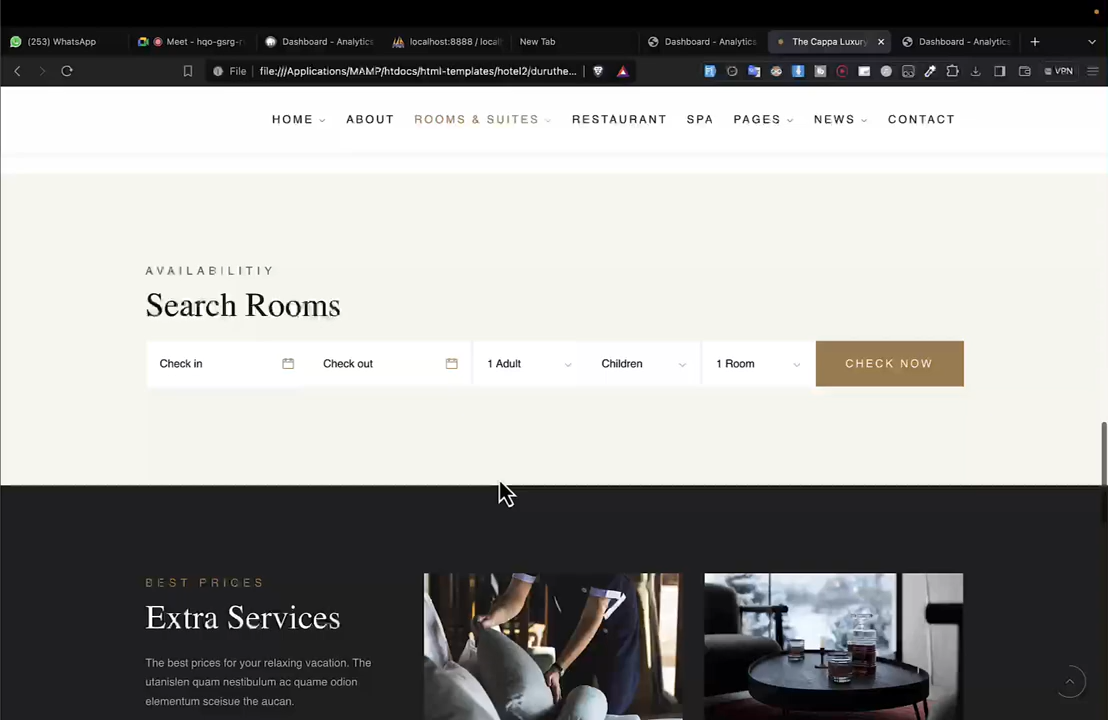 (253) WhatsApp
Meet - hqo-gsrg-
Dashboard - Analytics
localhost:8888 / local
New Tab
Dashboard - Analytics
The Cappa Luxury
Dashboard - Analytics
File
file:///Applications/MAMP/htdocs/html-templates/hotel2/duruthe...
VPN
HOME
ABOUT
ROOMS & SUITES
RESTAURANT
SPA
PAGES
NEWS
CONTACT
AVAILABILITIY
Search Rooms
Check in
Check out
1 Adult
Children
1 Room
CHECK NOW
BEST PRICES
Extra Services
The best prices for your relaxing vacation. The
utanislen quam nestibulum ac quame odion
elementum sceisue the aucan.